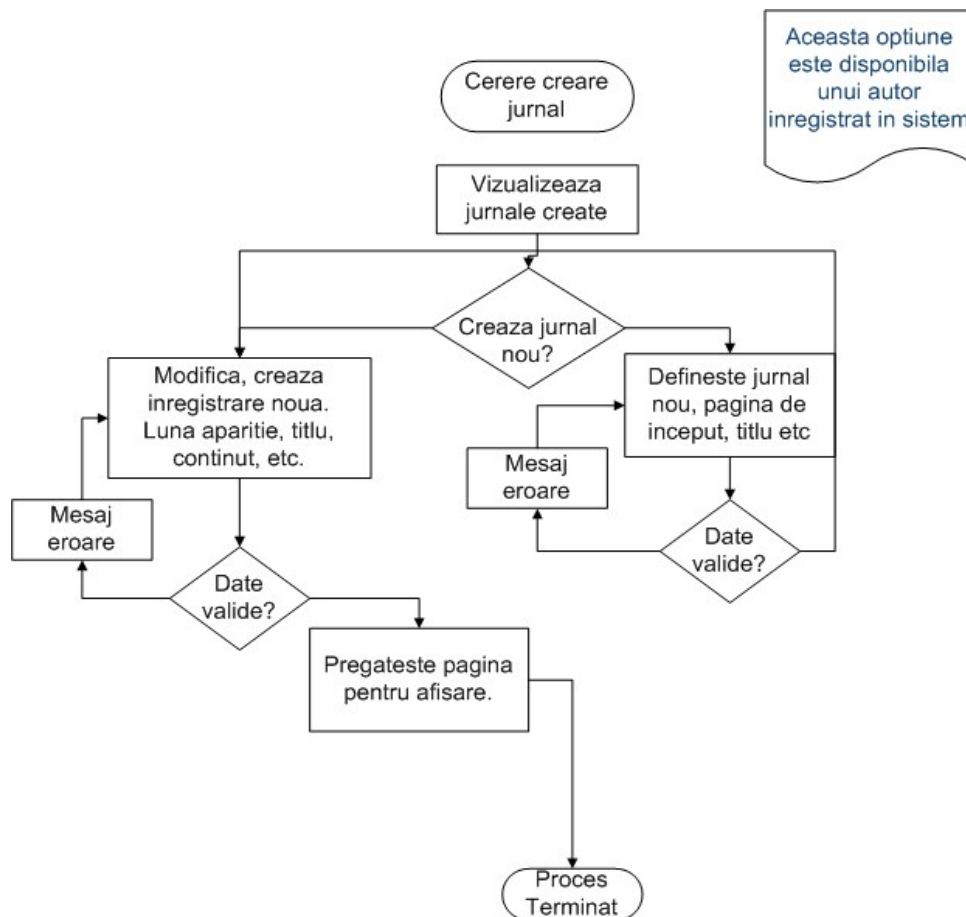 Aceasta optiune
este disponibila
unui autor
inregistrat in sistem
Cerere creare
jurnal
Vizualizeaza
jurnale create
Creaza jurnal
nou?
Modifica, creaza
inregistrare noua.
Luna aparitie, titlu,
continut, etc.
Defineste jurnal
nou, pagina de
inceput, titlu etc
Mesaj
eroare
Mesaj
eroare
Date
valide?
Date
valide?
Pregateste pagina
pentru afisare.
Proces
Terminat